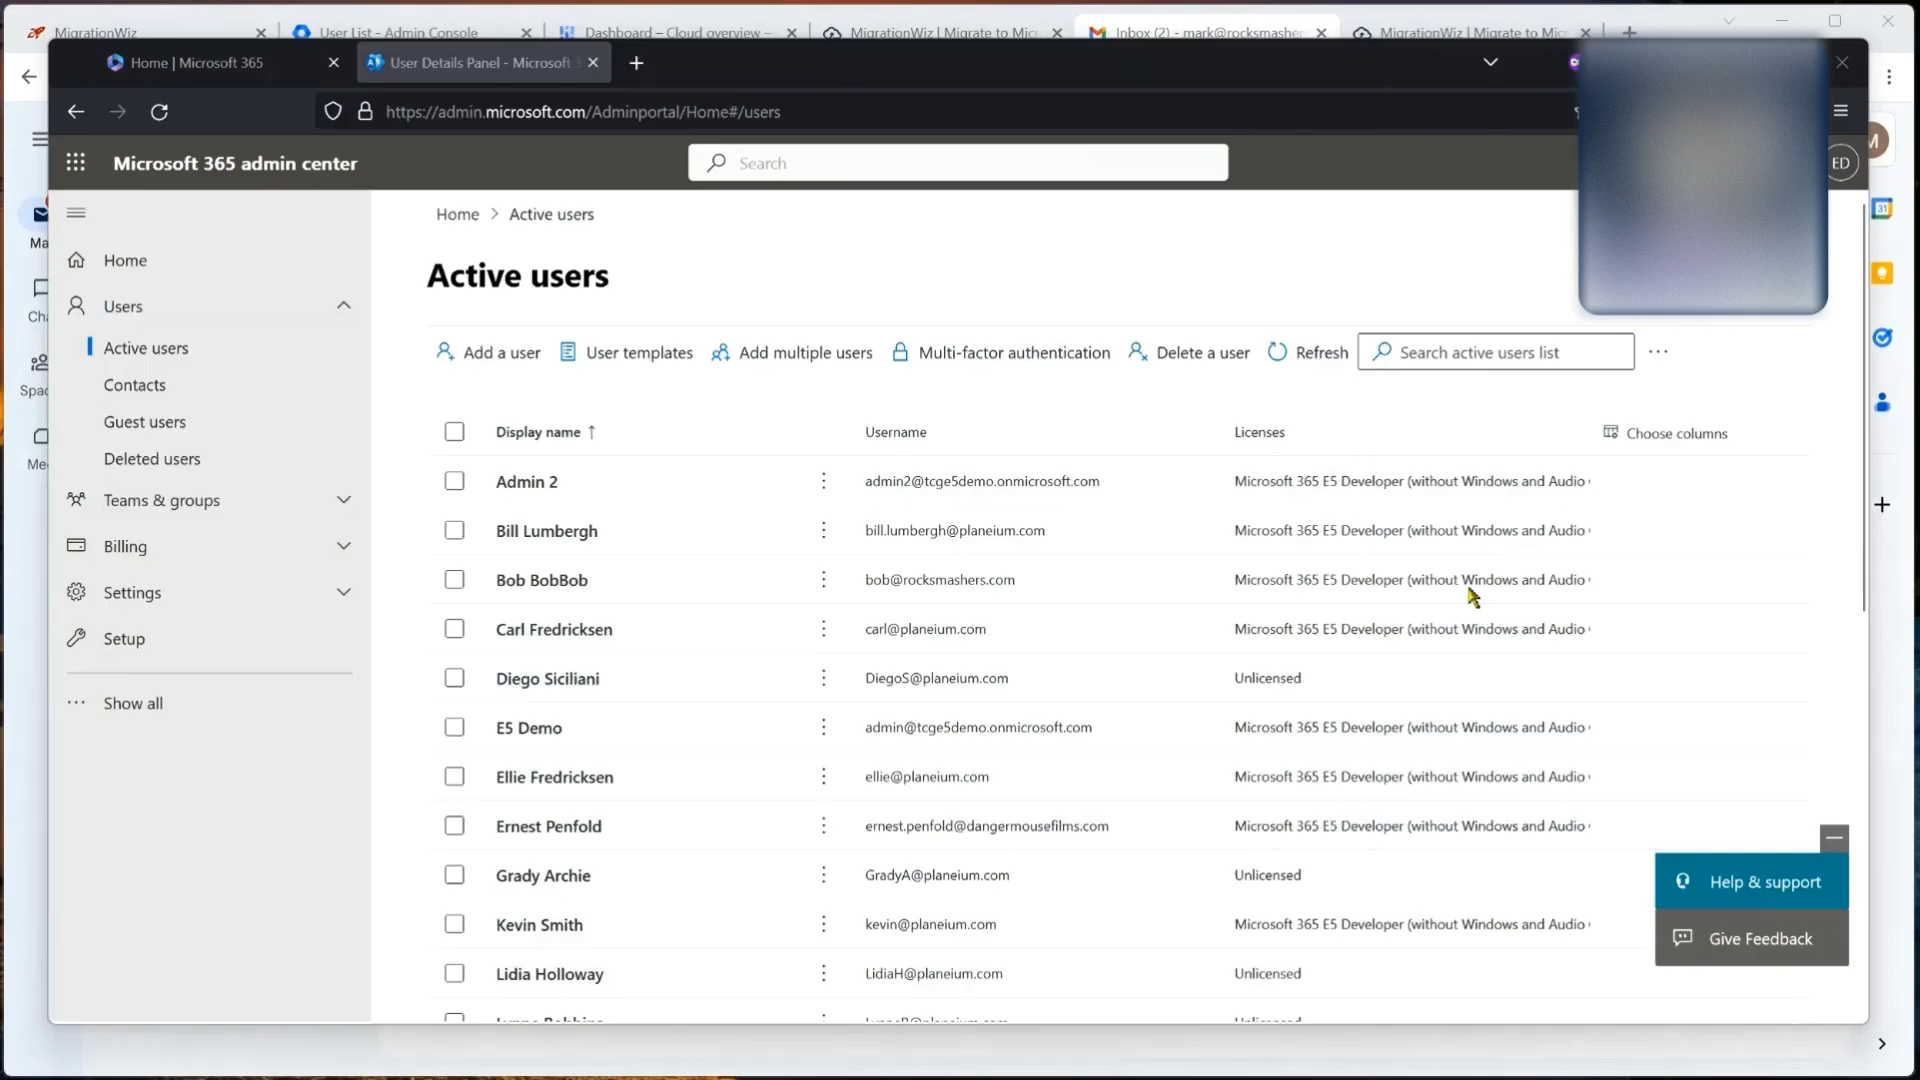 MigrationWiz
User List - Admin Console
Dashboard – Cloud overview –
MigrationWiz | Migrate to Micr
Inbox (2) - mark@rocksmasher
MigrationWiz | Migrate to Micr
Home | Microsoft 365
User Details Panel - Microsoft 3
https://admin.microsoft.com/Adminportal/Home#/users
Microsoft 365 admin center
Search
ED
M
31
Ma
Cha
Spac
Mee
Home
Users
Active users
Contacts
Guest users
Deleted users
Teams & groups
Billing
Settings
Setup
Show all
Home > Active users
Active users
Add a user
User templates
Add multiple users
Multi-factor authentication
Delete a user
Refresh
Search active users list
Display name ↑ Username Licenses Choose columns
Admin 2 admin2@tcge5demo.onmicrosoft.com Microsoft 365 E5 Developer (without Windows and Audio
Bill Lumbergh bill.lumbergh@planeium.com Microsoft 365 E5 Developer (without Windows and Audio
Bob BobBob bob@rocksmashers.com Microsoft 365 E5 Developer (without Windows and Audio
Carl Fredricksen carl@planeium.com Microsoft 365 E5 Developer (without Windows and Audio
Diego Siciliani DiegoS@planeium.com Unlicensed
E5 Demo admin@tcge5demo.onmicrosoft.com Microsoft 365 E5 Developer (without Windows and Audio
Ellie Fredricksen ellie@planeium.com Microsoft 365 E5 Developer (without Windows and Audio
Ernest Penfold ernest.penfold@dangermousefilms.com Microsoft 365 E5 Developer (without Windows and Audio
Grady Archie GradyA@planeium.com Unlicensed
Kevin Smith kevin@planeium.com Microsoft 365 E5 Developer (without Windows and Audio
Lidia Holloway LidiaH@planeium.com Unlicensed
Help & support
Give Feedback